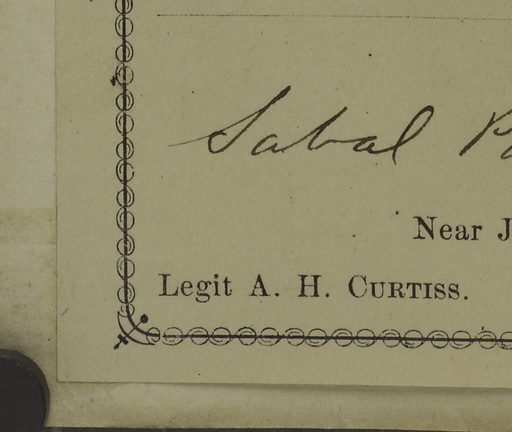 Sabal
Near J
Legit A. H. CURTISS.